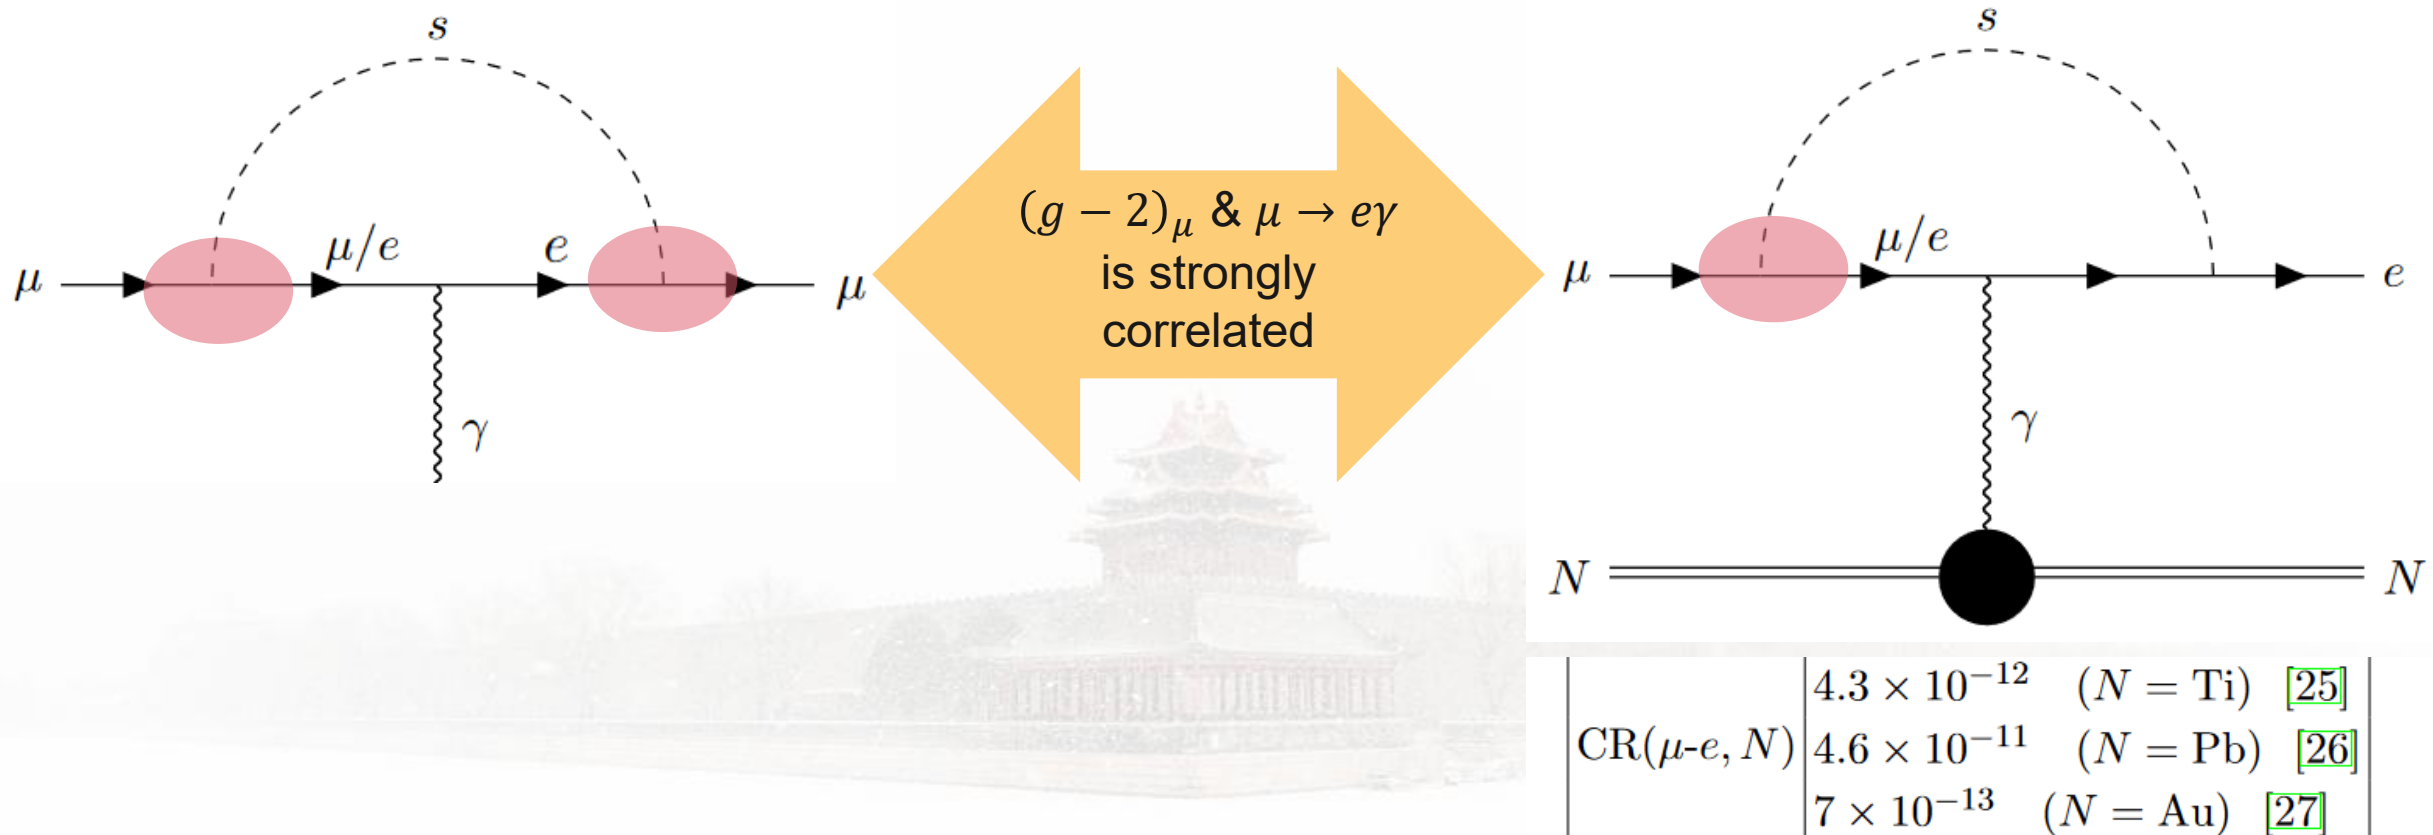 s
μ
μ/e
e
μ
γ
(g − 2)μ & μ → eγ
is strongly
correlated
s
μ
μ/e
e
γ
N
N
CR(μ-e, N)
4.3 × 10⁻¹² (N = Ti) [25]
4.6 × 10⁻¹¹ (N = Pb) [26]
7 × 10⁻¹³ (N = Au) [27]